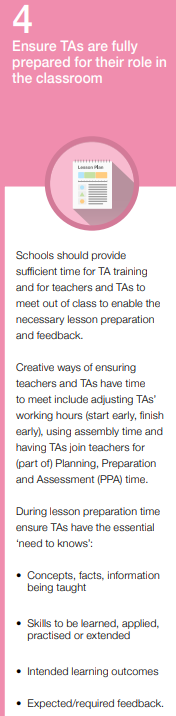 4
Ensure TAs are fully
prepared for their role in
the classroom
Lesson Plan
Schools should provide
sufficient time for TA training
and for teachers and TAs to
meet out of class to enable the
necessary lesson preparation
and feedback.
Creative ways of ensuring
teachers and TAs have time
to meet include adjusting TAs'
working hours (start early, finish
early), using assembly time and
having TAs join teachers for
(part of) Planning, Preparation
and Assessment (PPA) time.
During lesson preparation time
ensure TAs have the essential
'need to knows':
• Concepts, facts, information
being taught
• Skills to be learned, applied,
practised or extended
• Intended learning outcomes
• Expected/required feedback.